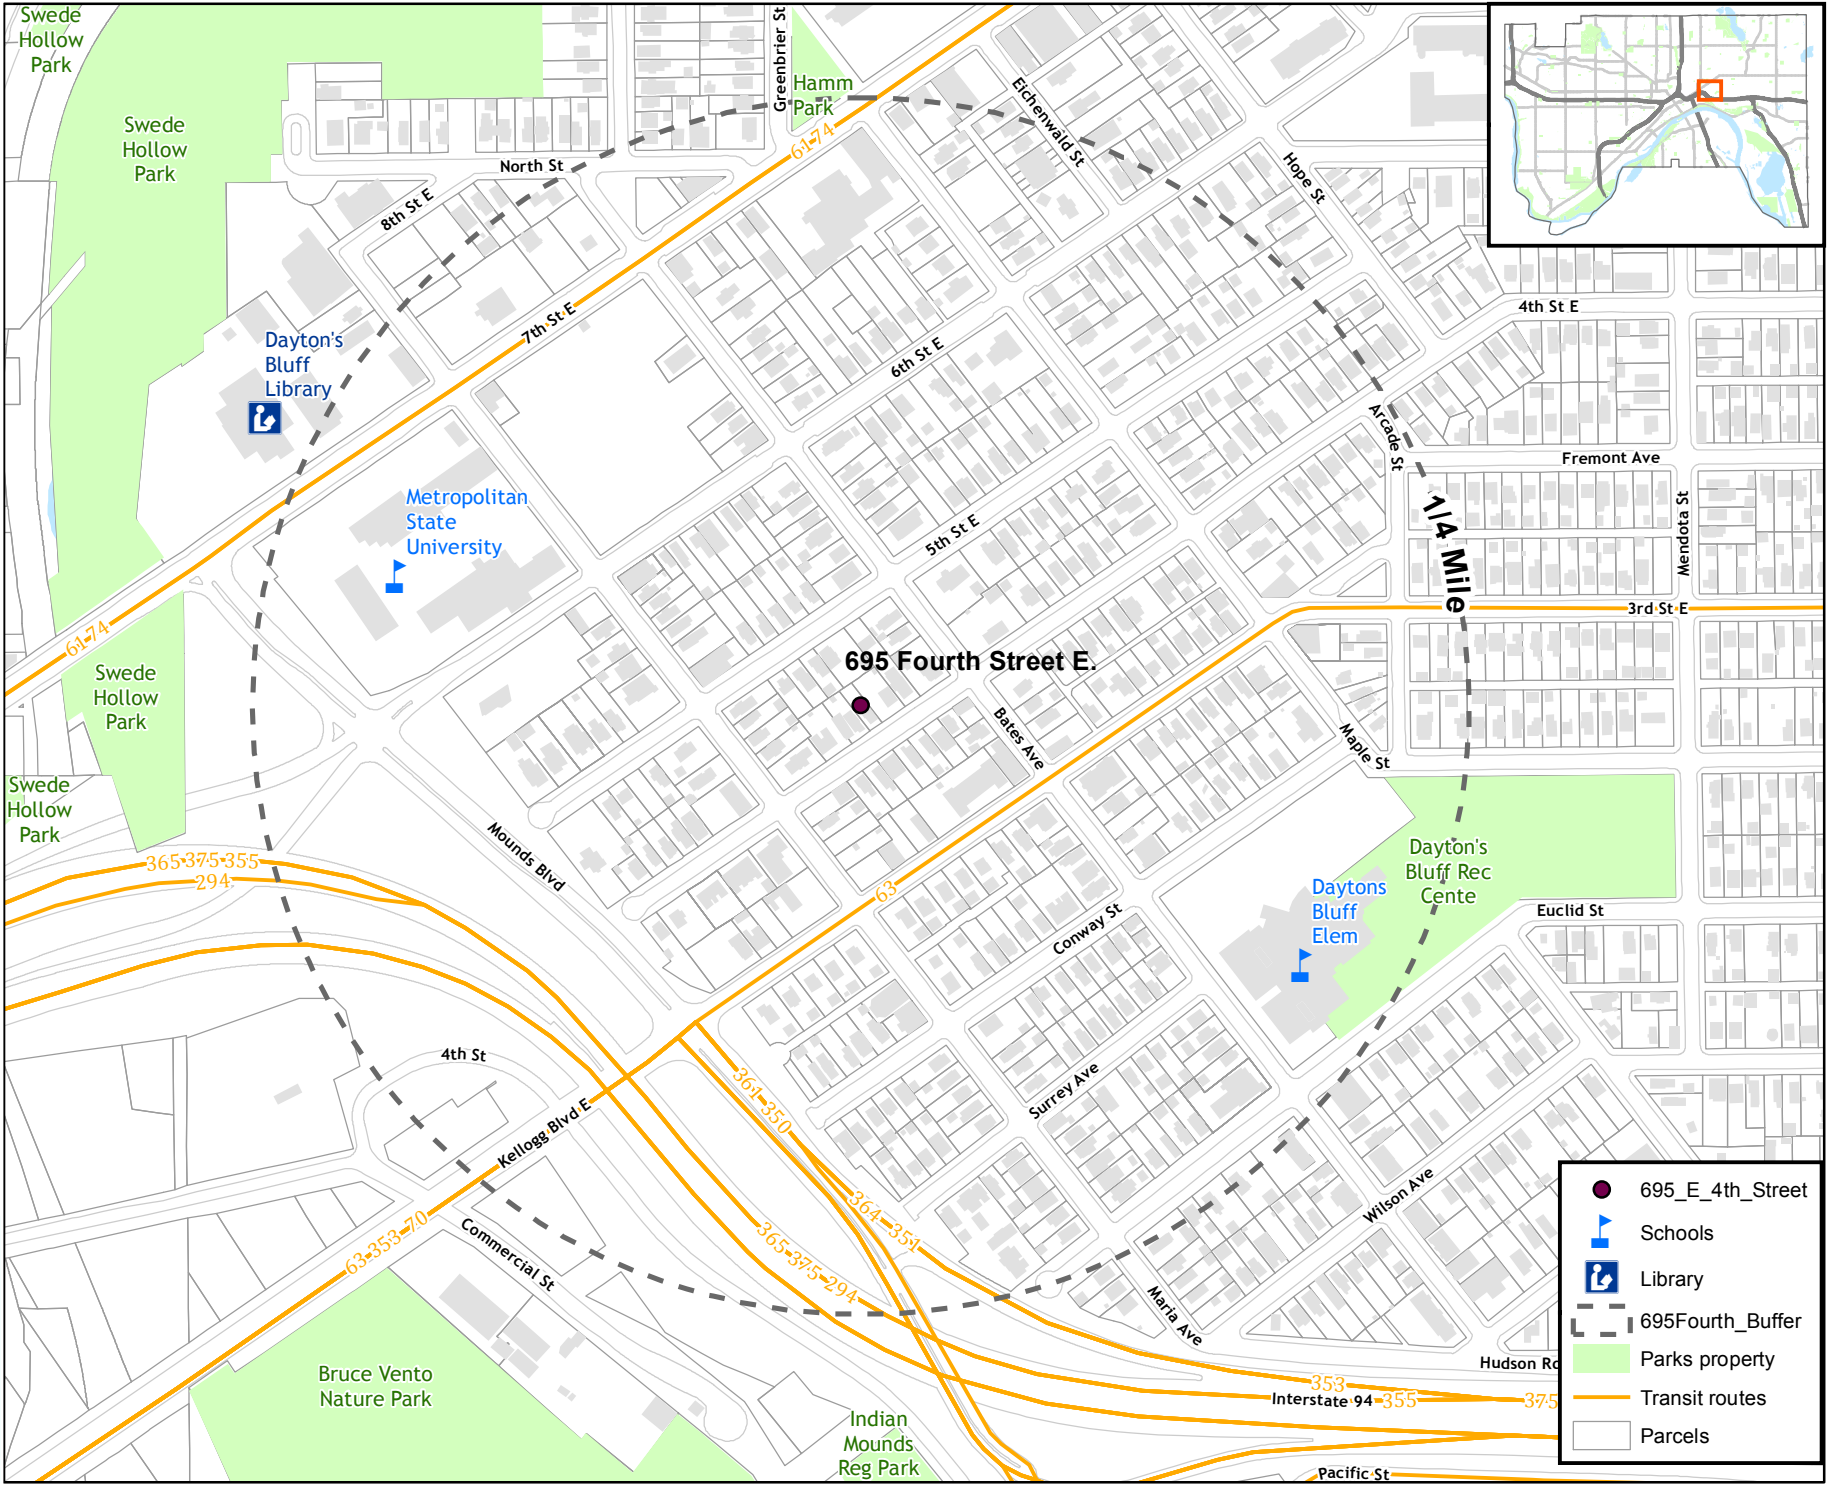 Swede
Hollow
Park
Greenbrier St
Hamm
Park
Eichenwald St
Swede
Hollow
Park
61-74
North St
Hope St
8th St E
4th St E
7th St E
Dayton's
Bluff
Library
6th St E
Arcade St
Fremont Ave
Metropolitan
State
University
1/4 Mile
Mendota St
5th St E
3rd St E
61-74
695 Fourth Street E.
Swede
Hollow
Park
Bates Ave
Maple St
Swede
Hollow
Park
Mounds Blvd
365-375-355
294
63
Dayton's
Bluff Rec
Cente
Daytons
Bluff
Elem
Euclid St
Conway St
4th St
361-350
Surrey Ave
Kellogg Blvd E
Wilson Ave
364-351
63-353-70
Commercial St
365-375-294
Maria Ave
Hudson Rd
Bruce Vento
Nature Park
353
Interstate 94
355
375
Indian
Mounds
Reg Park
Pacific St
695_E_4th_Street
Schools
Library
695Fourth_Buffer
Parks property
Transit routes
Parcels